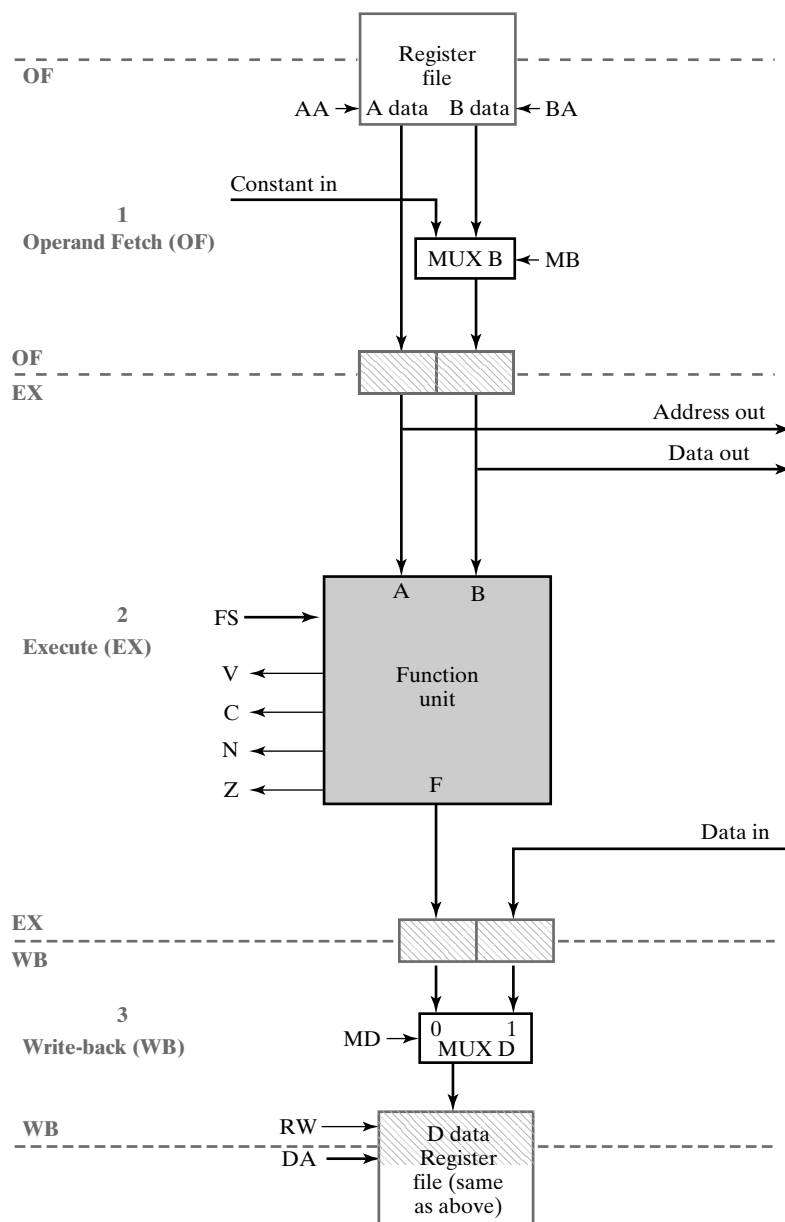 Register
file
OF
AA
A data
B data
BA
Constant in
1
Operand Fetch (OF)
MUX B
MB
OF
EX
Address out
Data out
A
B
2
Execute (EX)
FS
V
Function
unit
C
N
Z
F
Data in
EX
WB
3
Write-back (WB)
MD
0
1
MUX D
WB
RW
D data
DA
Register
file (same
as above)